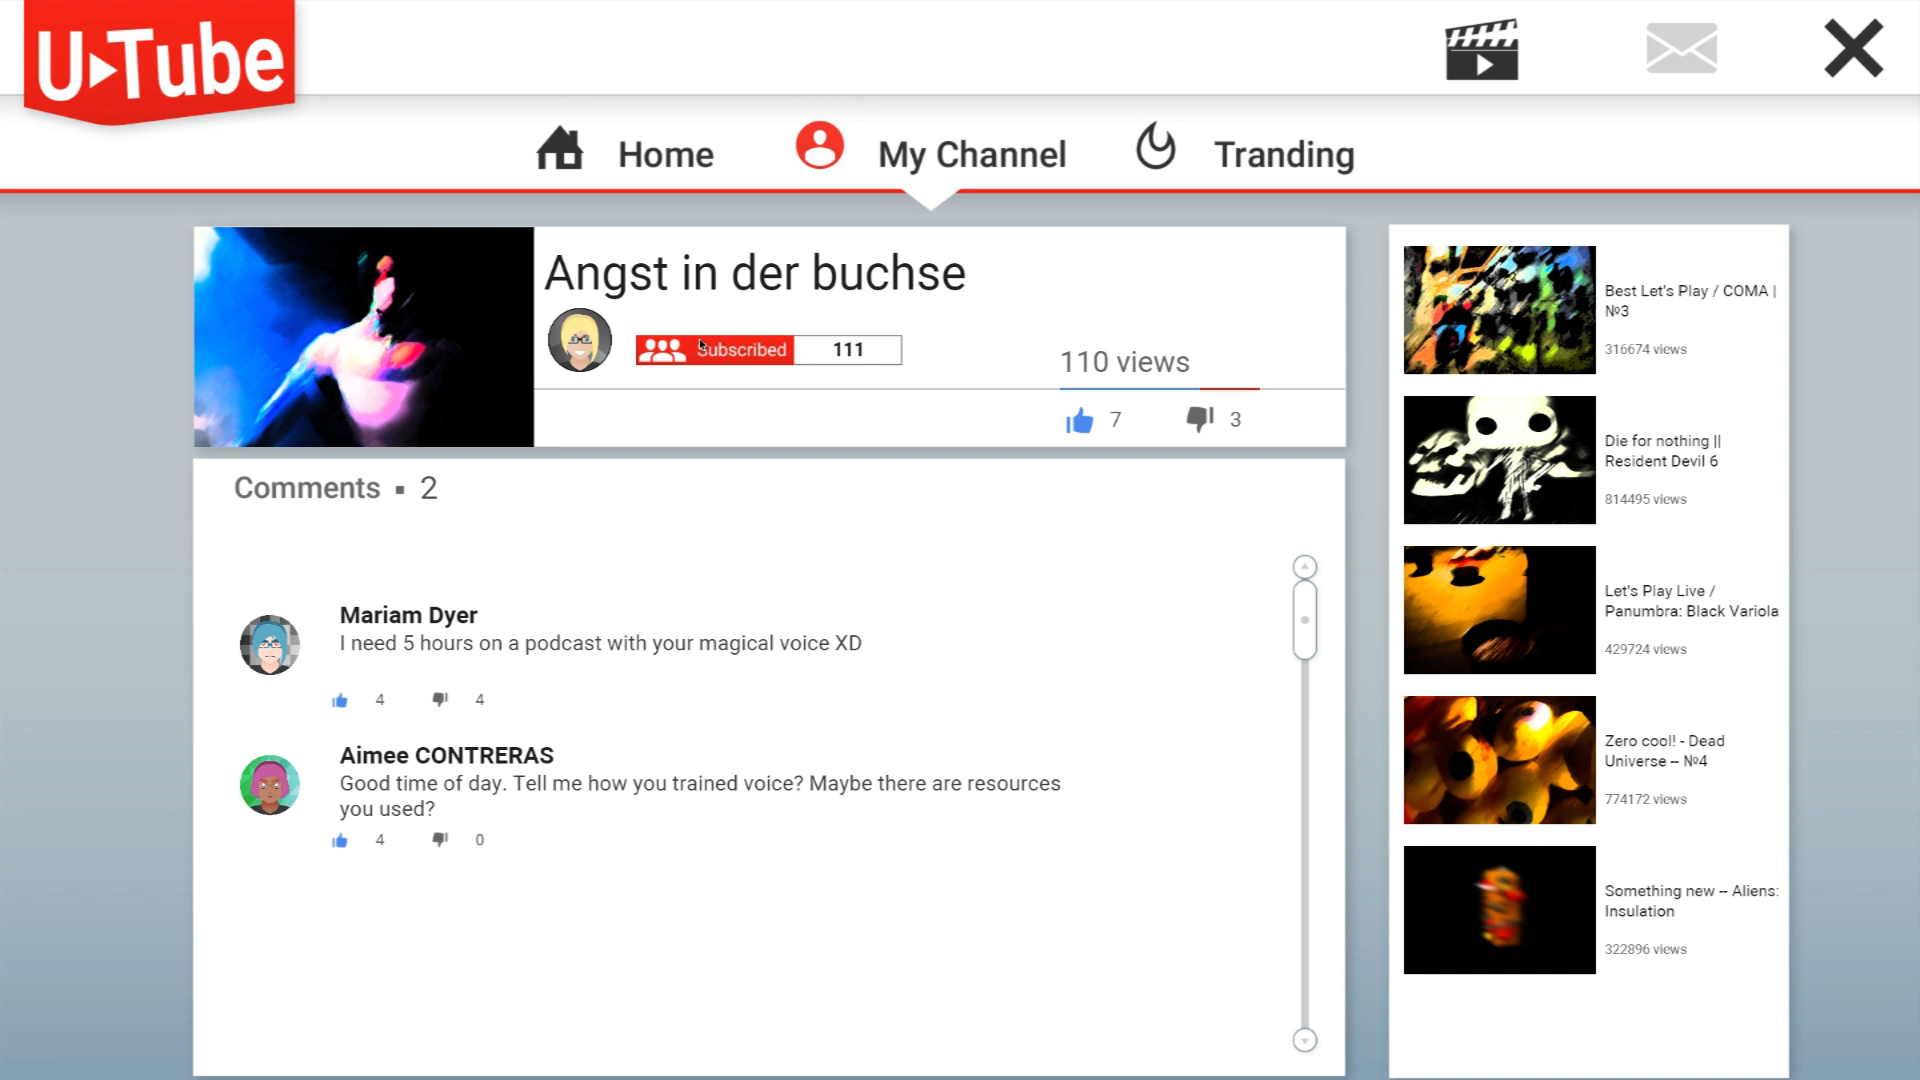 U Tube
Home
My Channel
Tranding
Angst in der buchse
Subscribed
111
110 views
7
3
Comments ▪ 2
Mariam Dyer
I need 5 hours on a podcast with your magical voice XD
4
4
Aimee CONTRERAS
Good time of day. Tell me how you trained voice? Maybe there are resources
you used?
4
0
Best Let's Play / COMA |
№3
316674 views
Die for nothing ||
Resident Devil 6
814495 views
Let's Play Live /
Panumbra: Black Variola
429724 views
Zero cool! - Dead
Universe -- №4
774172 views
Something new -- Aliens:
Insulation
322896 views